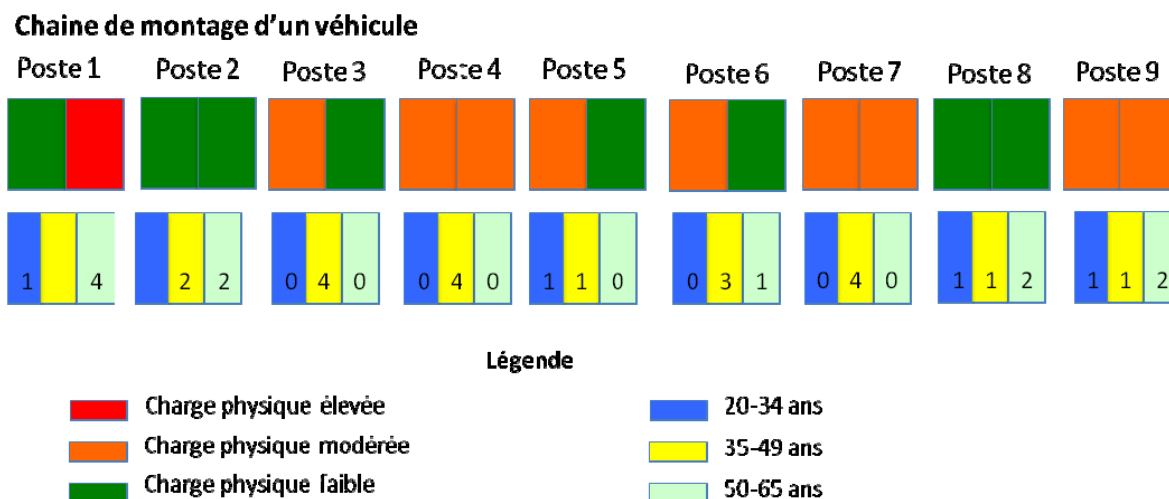 Chaine de montage d'un véhicule
Poste 1 Poste 2 Poste 3 Poste 4 Poste 5 Poste 6 Poste 7 Poste 8 Poste 9
1 4 2 2 0 4 0 0 4 0 1 1 0 0 3 1 0 4 0 1 1 2 1 1 2
Légende
Charge physique élevée 20-34 ans
Charge physique modérée 35-49 ans
Charge physique faible 50-65 ans